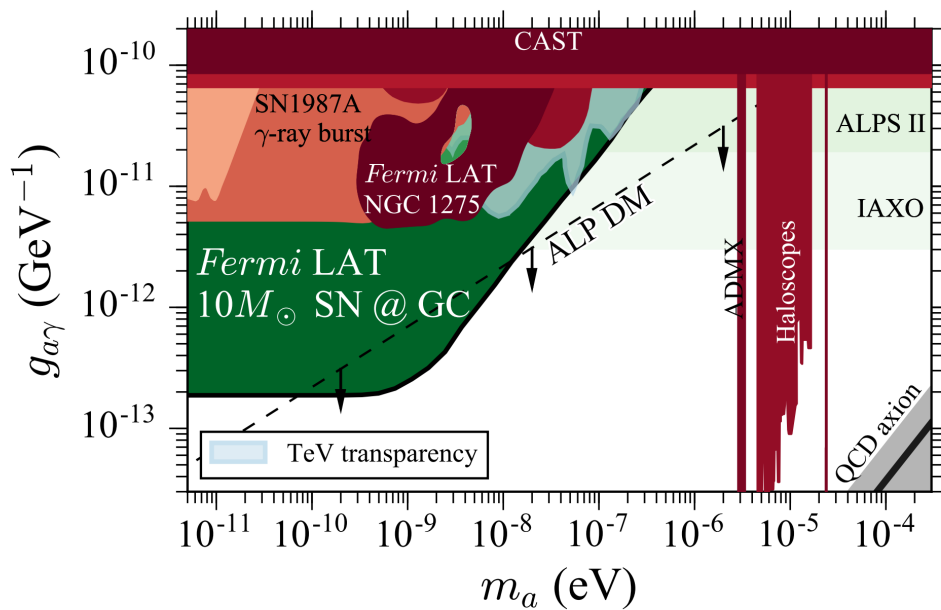 CAST
SN1987A
γ-ray burst
Fermi LAT
NGC 1275
Fermi LAT
10M⊙ SN @ GC
ALP DM
ADMX
Haloscopes
ALPS II
IAXO
QCD axion
TeV transparency
10⁻¹⁰
10⁻¹¹
10⁻¹²
10⁻¹³
gₐᵧ (GeV⁻¹)
10⁻¹¹ 10⁻¹⁰ 10⁻⁹ 10⁻⁸ 10⁻⁷ 10⁻⁶ 10⁻⁵ 10⁻⁴
mₐ (eV)